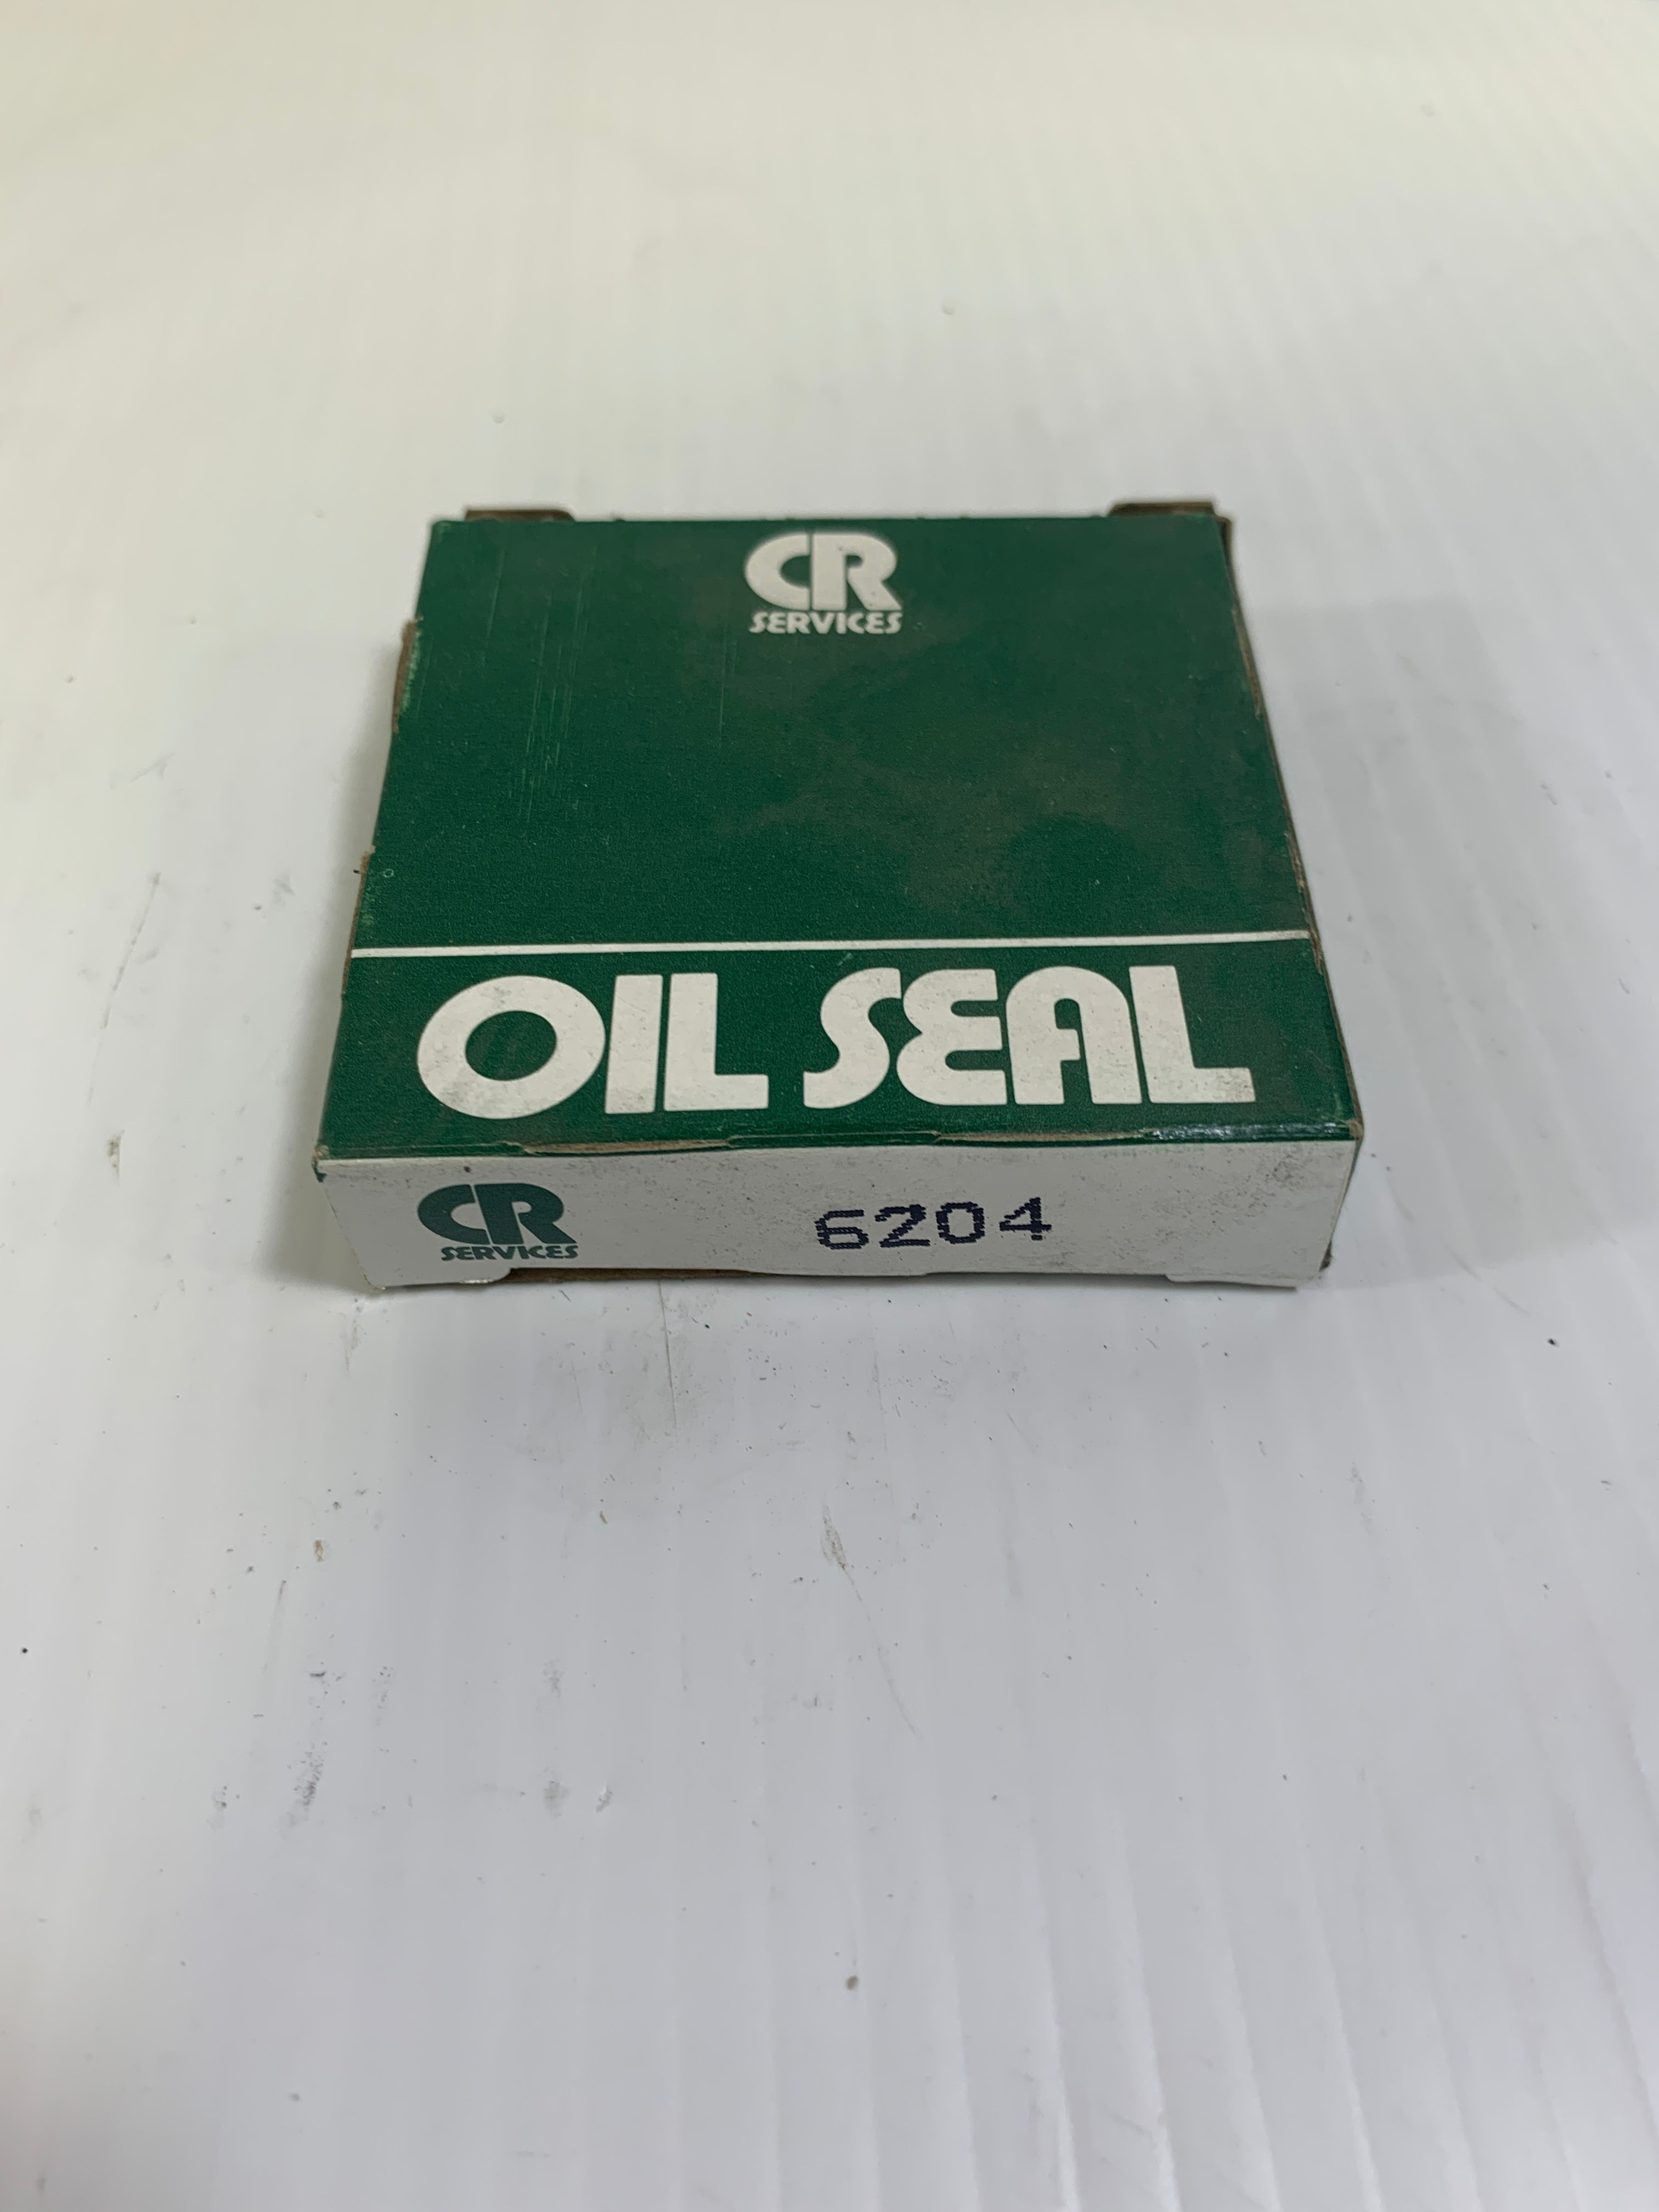 CR
SERVICES
OIL SEAL
CR
SERVICES
6204